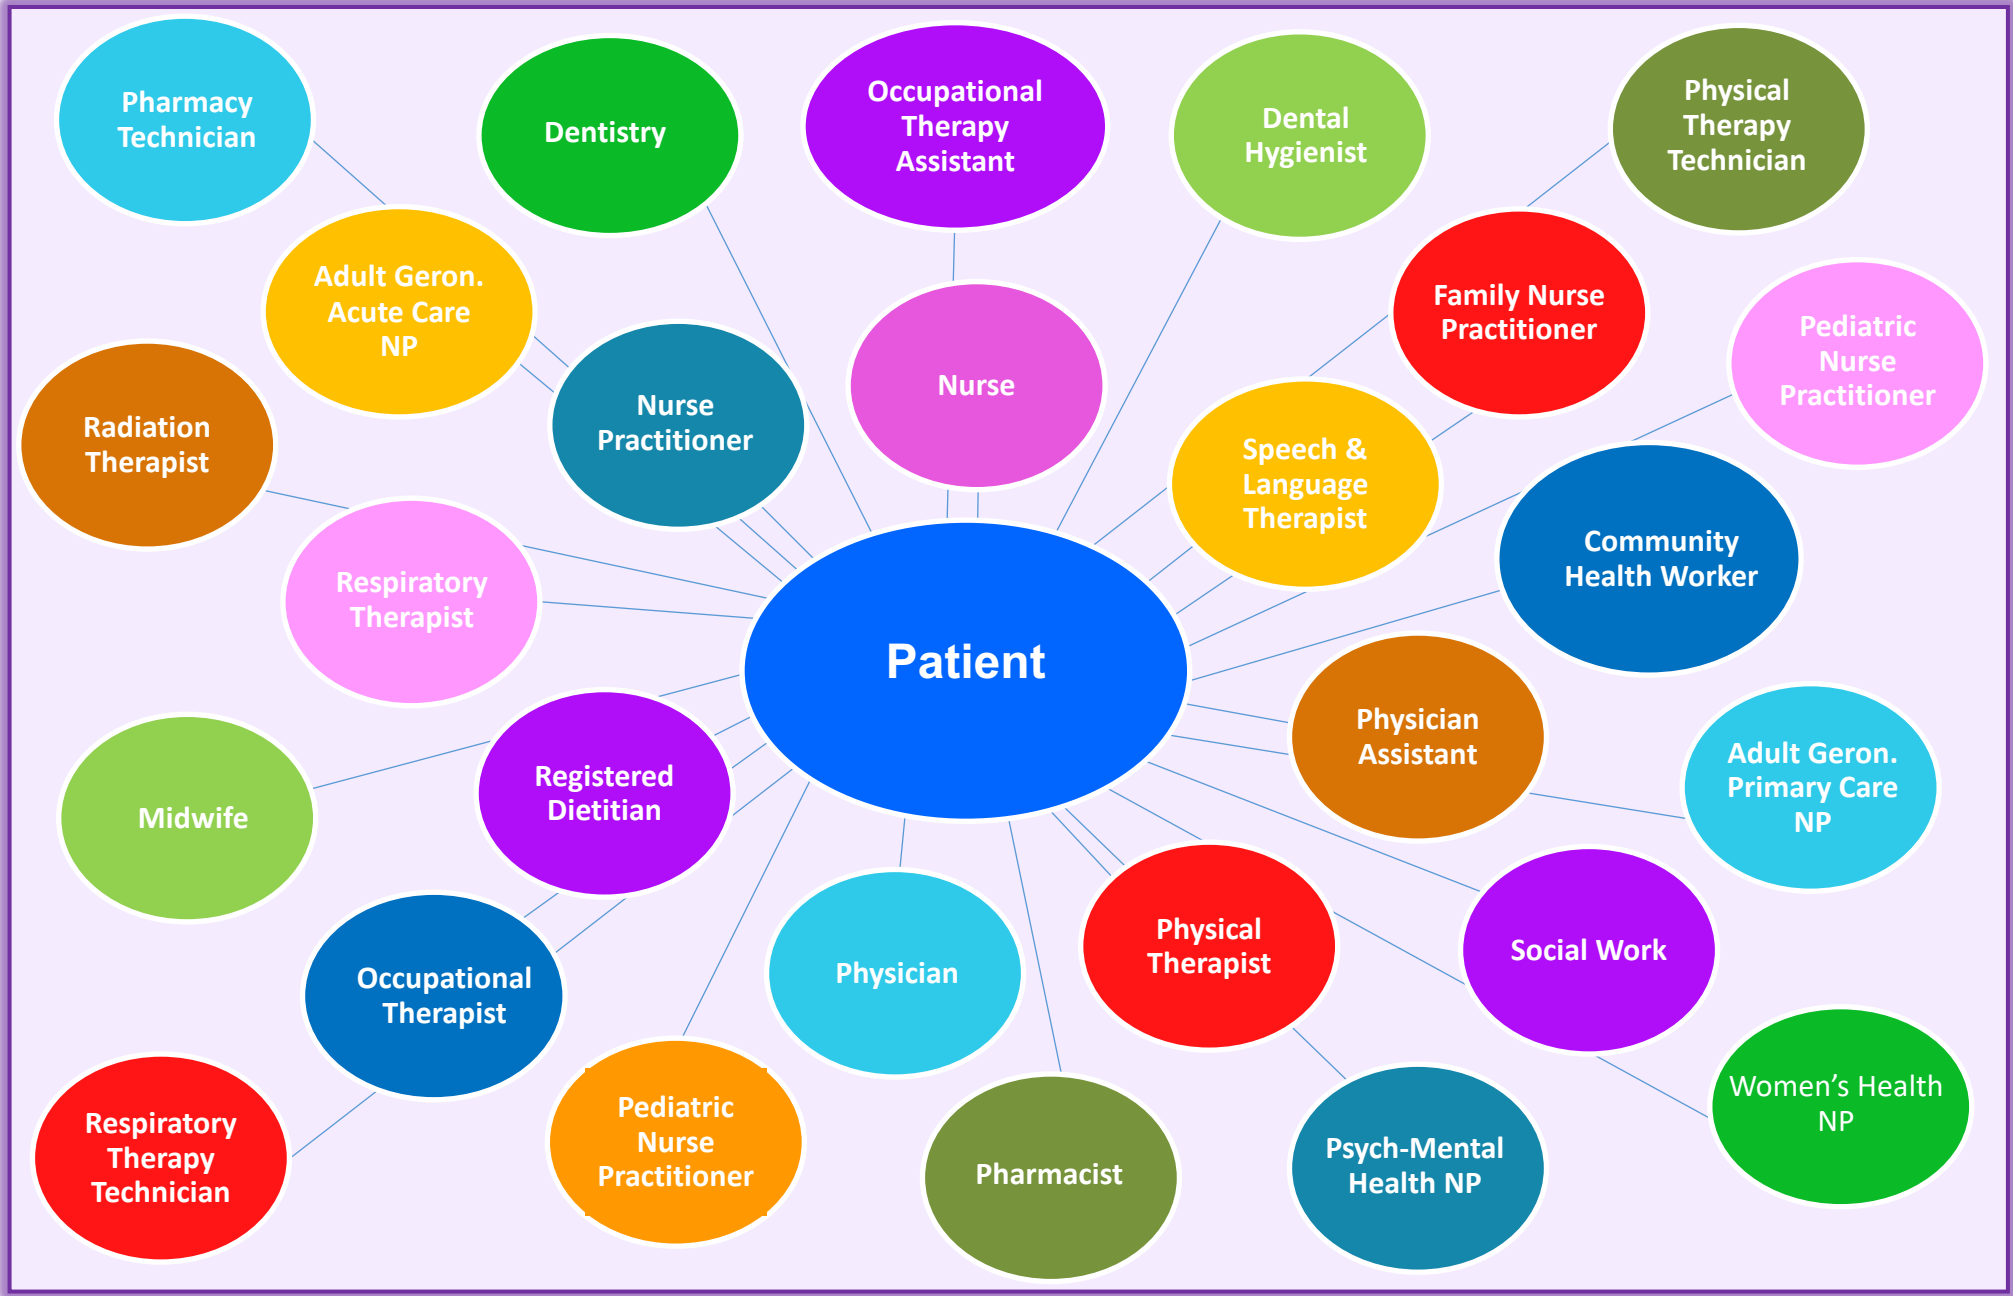 Pharmacy
Technician
Dentistry
Occupational
Therapy
Assistant
Dental
Hygienist
Physical
Therapy
Technician
Adult Geron.
Acute Care
NP
Family Nurse
Practitioner
Pediatric
Nurse
Practitioner
Nurse
Radiation
Therapist
Nurse
Practitioner
Speech &
Language
Therapist
Community
Health Worker
Respiratory
Therapist
Patient
Physician
Assistant
Adult Geron.
Primary Care
NP
Midwife
Registered
Dietitian
Occupational
Therapist
Physician
Physical
Therapist
Social Work
Women’s Health
NP
Respiratory
Therapy
Technician
Pediatric
Nurse
Practitioner
Pharmacist
Psych-Mental
Health NP